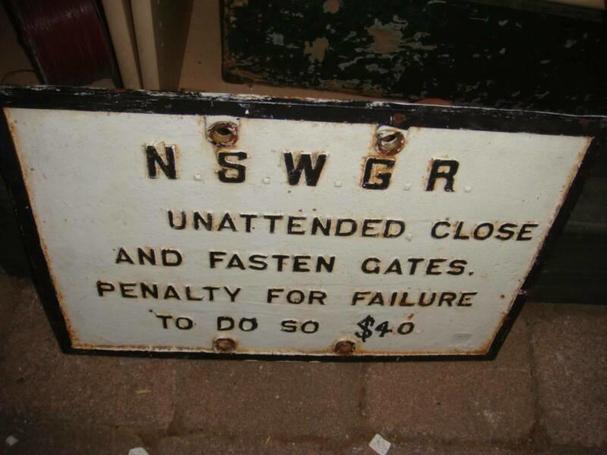 N.S.W.G.R.
UNATTENDED CLOSE
AND FASTEN GATES.
PENALTY FOR FAILURE
TO DO SO $40